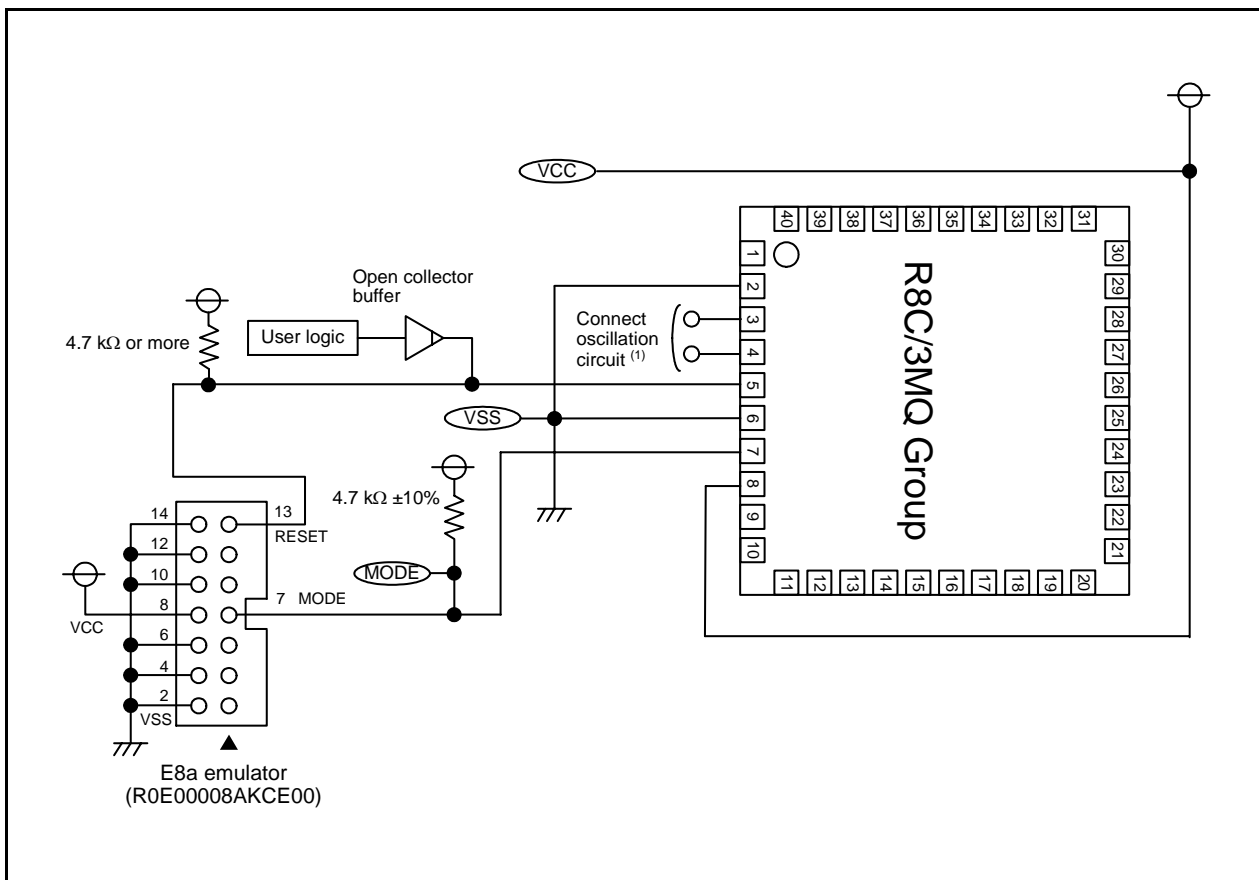 VCC
40 39 38 37 36 35 34 33 32 31
1
2
3
4
5
6
7
8
9
10
R8C/3MQ Group
30
29
28
27
26
25
24
23
22
21
11 12 13 14 15 16 17 18 19 20
Open collector
buffer
User logic
4.7 kΩ or more
Connect
oscillation
circuit (1)
VSS
4.7 kΩ ±10%
MODE
14
13
RESET
12
10
8
7 MODE
VCC
6
4
2
VSS
E8a emulator
(R0E00008AKCE00)